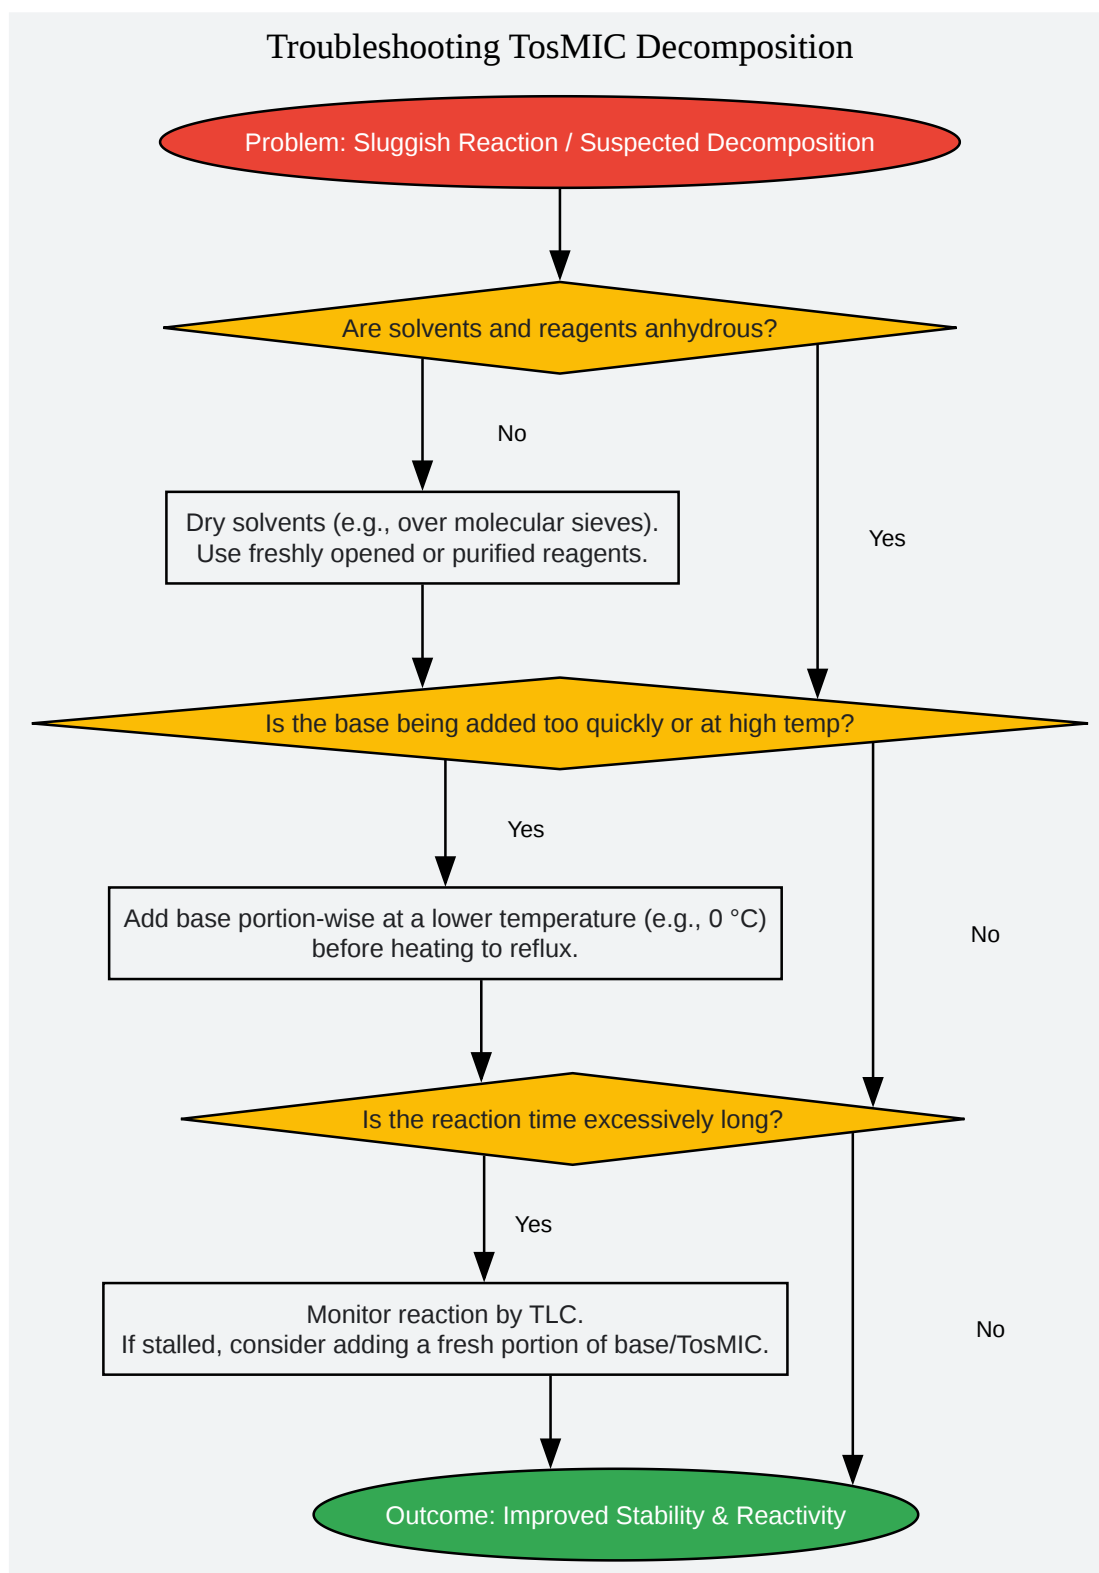 Troubleshooting TosMIC Decomposition
Problem: Sluggish Reaction / Suspected Decomposition
Are solvents and reagents anhydrous?
No
Dry solvents (e.g., over molecular sieves).
Use freshly opened or purified reagents.
Yes
Is the base being added too quickly or at high temp?
Yes
Add base portion-wise at a lower temperature (e.g., 0 °C)
before heating to reflux.
No
Is the reaction time excessively long?
Yes
Monitor reaction by TLC.
If stalled, consider adding a fresh portion of base/TosMIC.
No
Outcome: Improved Stability & Reactivity